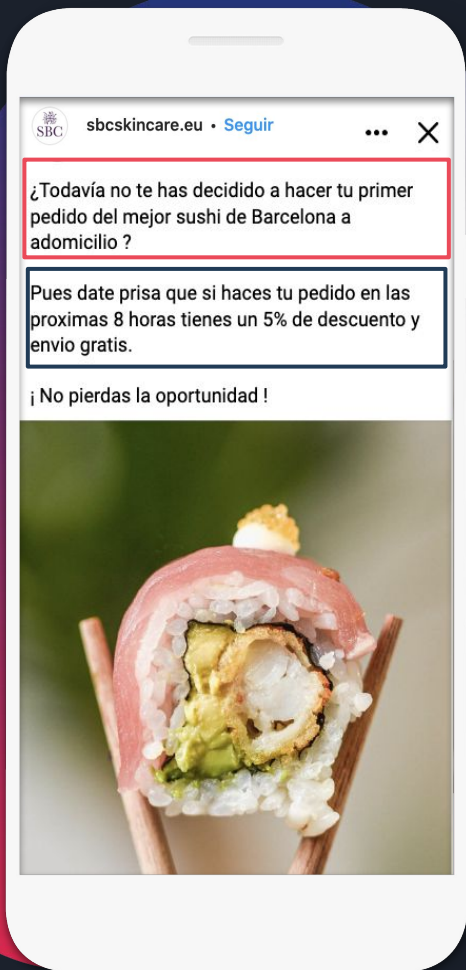 SBC
sbcskincare.eu • Seguir
¿Todavía no te has decidido a hacer tu primer
pedido del mejor sushi de Barcelona a
adomicilio ?
Pues date prisa que si haces tu pedido en las
proximas 8 horas tienes un 5% de descuento y
envio gratis.
¡ No pierdas la oportunidad !